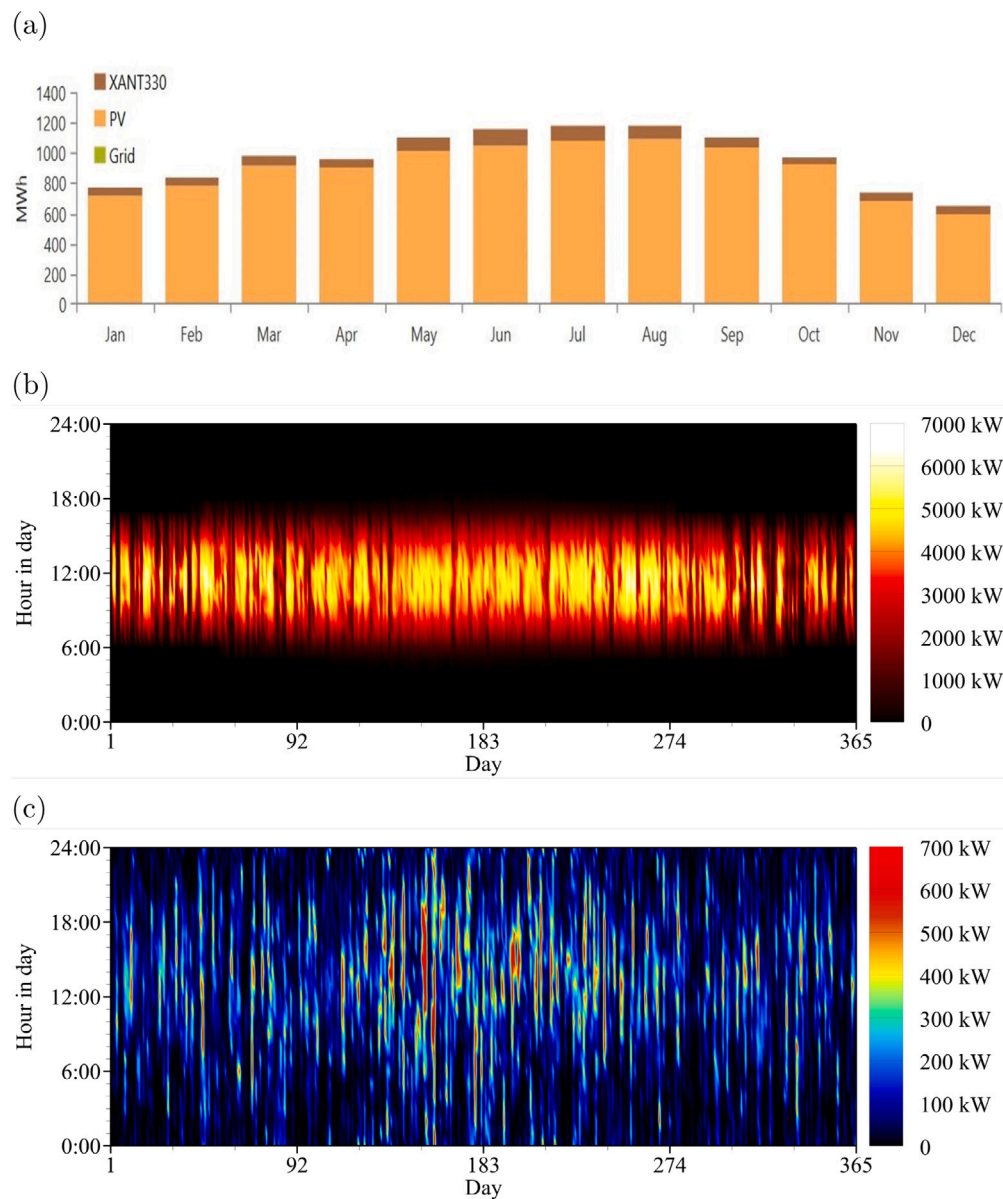 (a)
XANT330
PV
Grid
MWh
1400
1200
1000
800
600
400
200
0
Jan Feb Mar Apr May Jun Jul Aug Sep Oct Nov Dec
(b)
Hour in day
24:00
18:00
12:00
6:00
0:00
1 92 183 274 365
Day
7000 kW
6000 kW
5000 kW
4000 kW
3000 kW
2000 kW
1000 kW
0
(c)
Hour in day
24:00
18:00
12:00
6:00
0:00
1 92 183 274 365
Day
700 kW
600 kW
500 kW
400 kW
300 kW
200 kW
100 kW
0